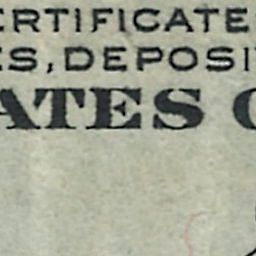 ERTIFICATE
ES, DEPOSI
ATES O